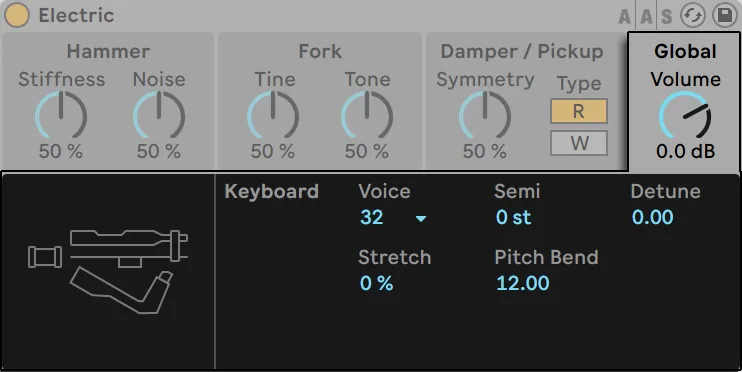 Electric
AAS
Hammer Fork Damper / Pickup Global
Stiffness Noise Tine Tone Symmetry Type Volume
R
W
50 % 50 % 50 % 50 % 50 % 0.0 dB
Keyboard Voice Semi Detune
32 0 st 0.00
Stretch Pitch Bend
0 % 12.00